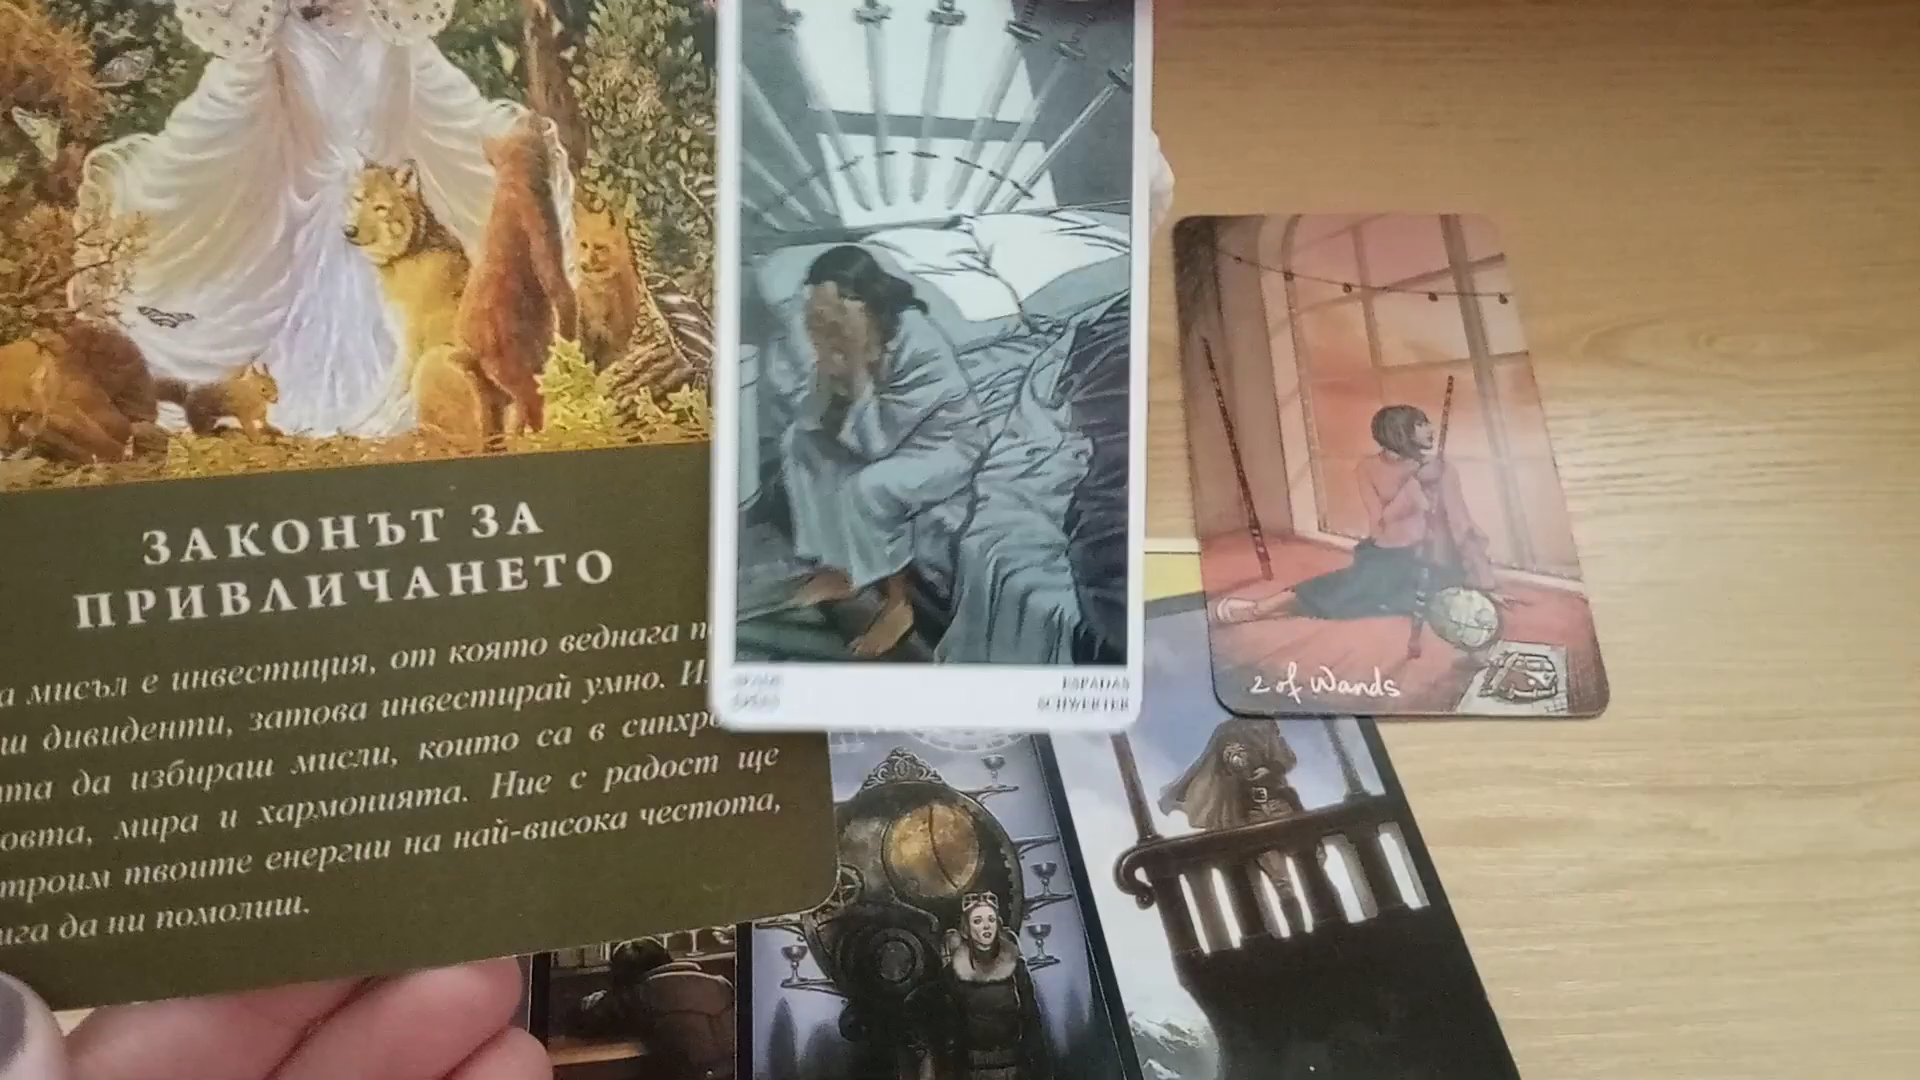 ЗАКОНЪТ ЗА
ПРИВЛИЧАНЕТО
мисъл е инвестиция, от която веднага
дивиденти, затова инвестирай умно.
да избираш мисли, които са в
мира и хармонията. Ние с радост ще
твоите енергии на най-висока честота,
да ни помолиш.
ESPADAS
SCHWERTER
2 of Wands